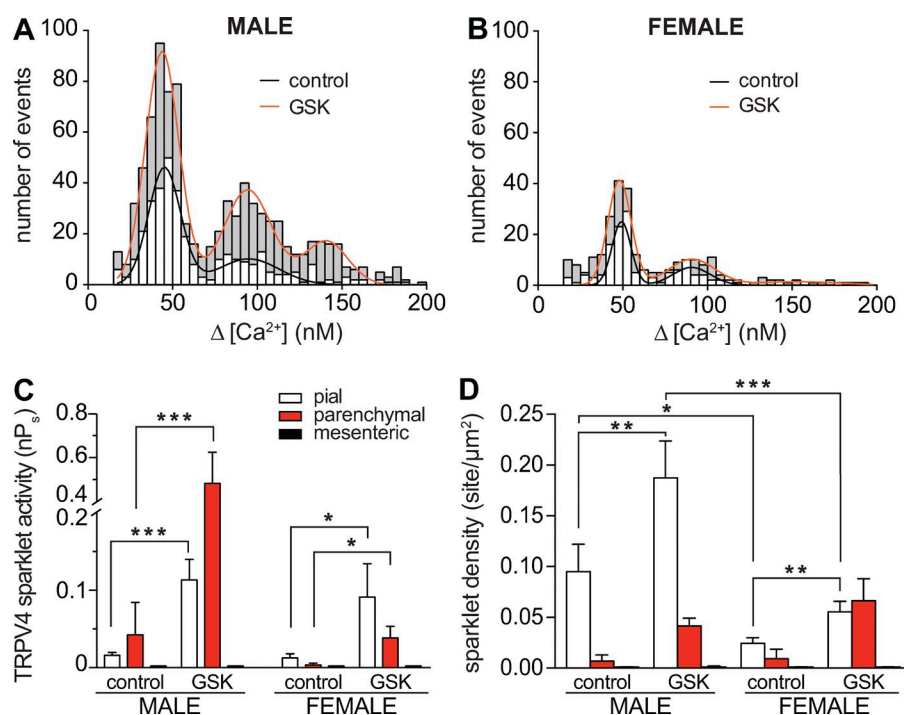 A
MALE
100
80
60
40
20
0
number of events
control
GSK
0
50
100
150
200
Δ [Ca²⁺] (nM)
B
FEMALE
100
80
60
40
20
0
number of events
control
GSK
0
50
100
150
200
Δ [Ca²⁺] (nM)
C
pial
parenchymal
mesenteric
0.8
0.6
0.4
0.2
0.1
0
TRPV4 sparklet activity (nPₛ)
***
***
*
*
control
GSK
control
GSK
MALE
FEMALE
D
0.25
0.20
0.15
0.10
0.05
0.00
sparklet density (site/μm²)
***
*
**
**
control
GSK
control
GSK
MALE
FEMALE